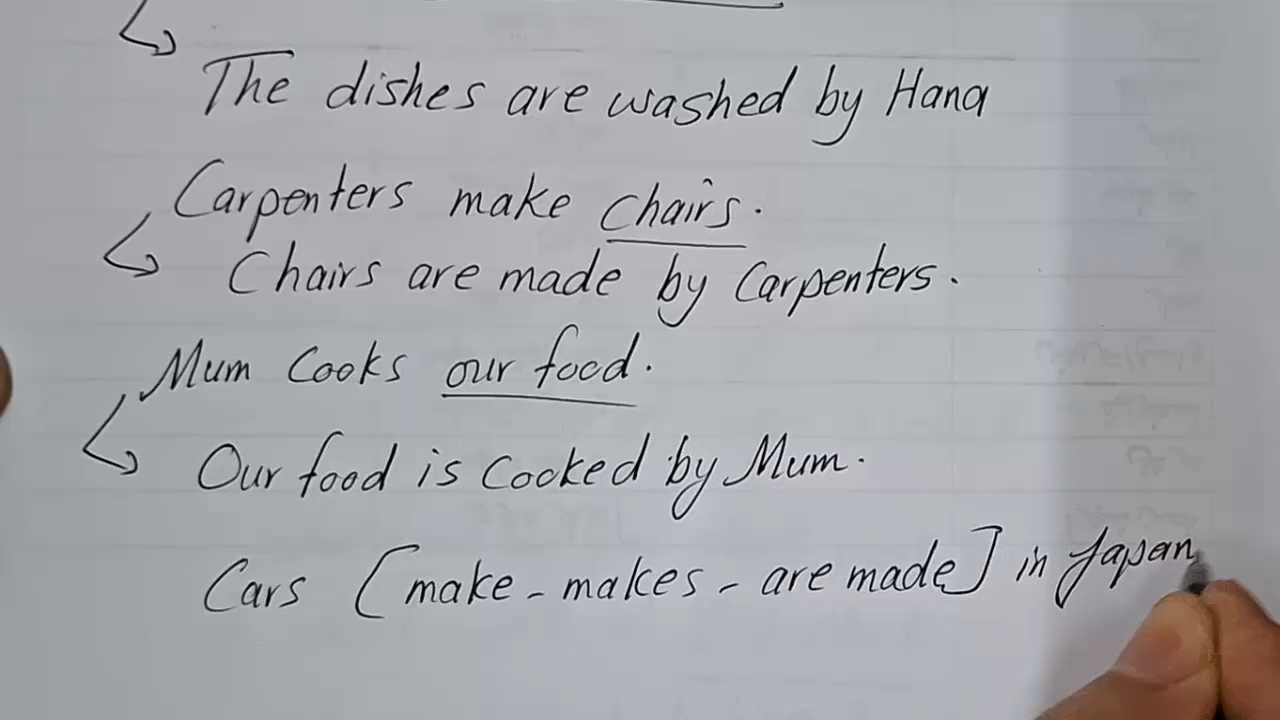 The dishes are washed by Hana
Carpenters make chairs.
Chairs are made by Carpenters.
Mum Cooks our food.
Our food is Cooked by Mum.
Cars [make - makes - are made] in Japan